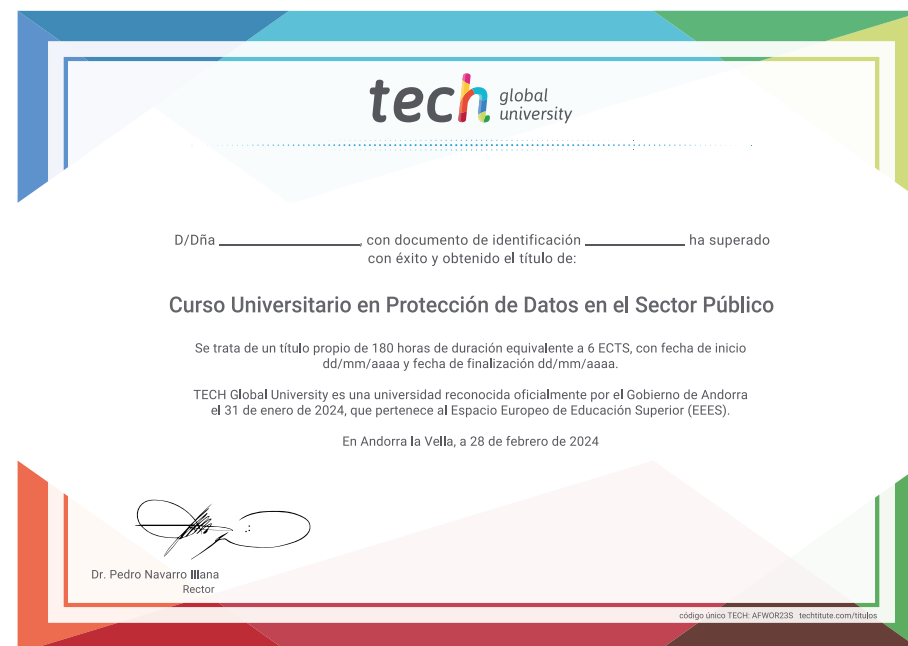 tech global university
D/Dña ____________, con documento de identificación ____________ ha superado
con éxito y obtenido el título de:
Curso Universitario en Protección de Datos en el Sector Público
Se trata de un título propio de 180 horas de duración equivalente a 6 ECTS, con fecha de inicio
dd/mm/aaaa y fecha de finalización dd/mm/aaaa.
TECH Global University es una universidad reconocida oficialmente por el Gobierno de Andorra
el 31 de enero de 2024, que pertenece al Espacio Europeo de Educación Superior (EEES).
En Andorra la Vella, a 28 de febrero de 2024
Dr. Pedro Navarro Illana
Rector
código único TECH: AFWOR23S techtitute.com/titulos